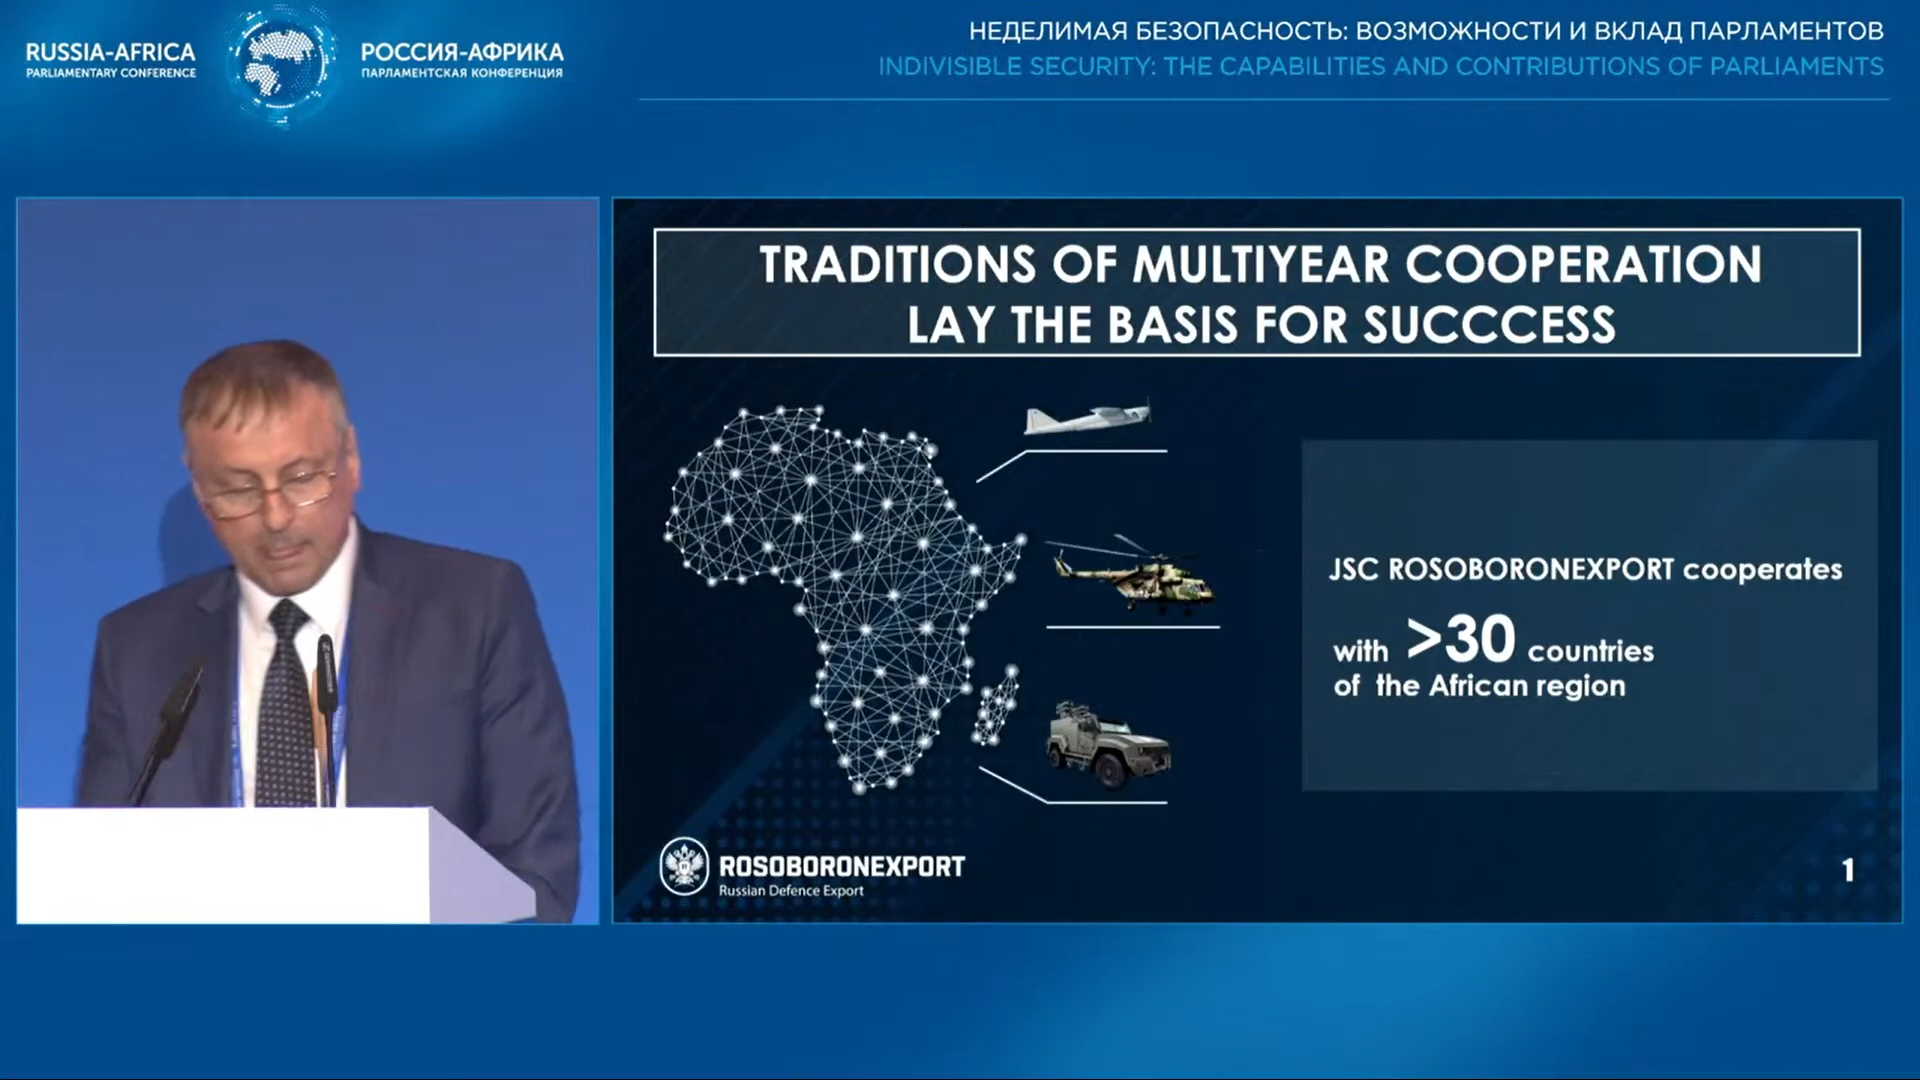 RUSSIA-AFRICA
PARLIAMENTARY CONFERENCE
РОССИЯ-АФРИКА
ПАРЛАМЕНТСКАЯ КОНФЕРЕНЦИЯ
НЕДЕЛИМАЯ БЕЗОПАСНОСТЬ: ВОЗМОЖНОСТИ И ВКЛАД ПАРЛАМЕНТОВ
INDIVISIBLE SECURITY: THE CAPABILITIES AND CONTRIBUTIONS OF PARLIAMENTS
TRADITIONS OF MULTIYEAR COOPERATION
LAY THE BASIS FOR SUCCCESS
JSC ROSOBORONEXPORT cooperates
with >30 countries
of the African region
ROSOBORONEXPORT
Russian Defence Export
1